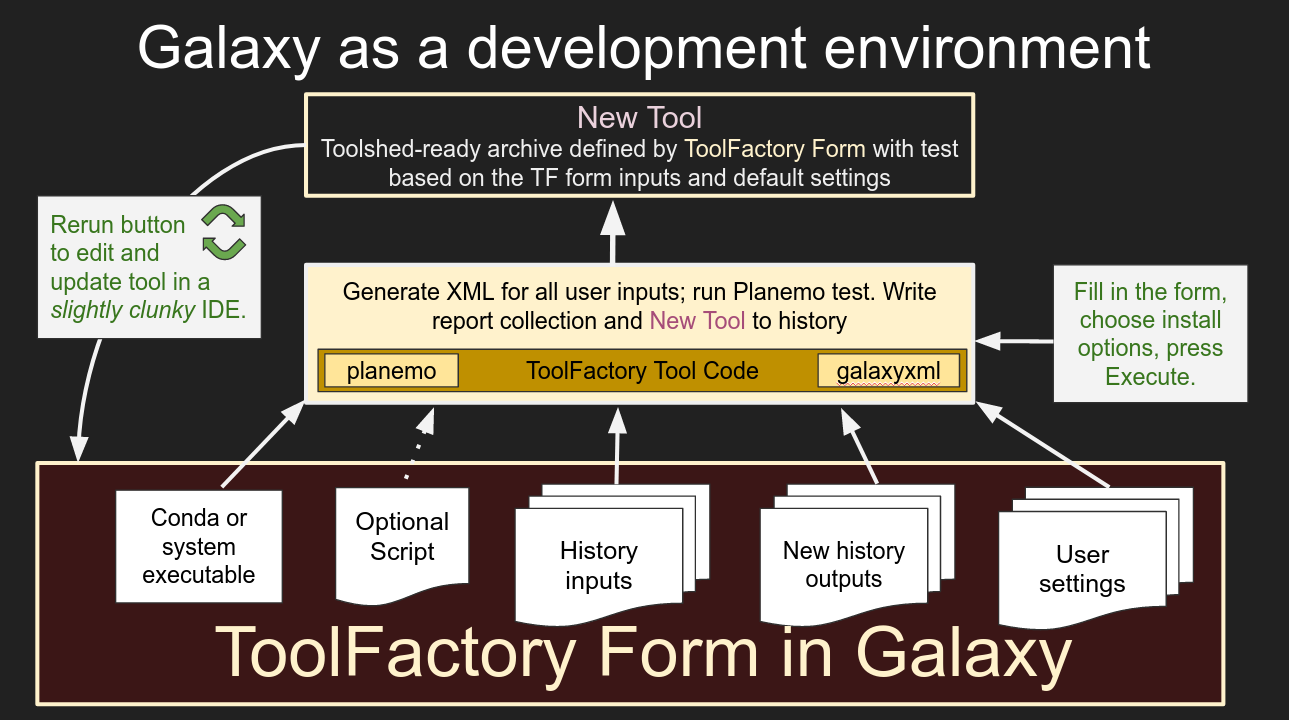 Galaxy as a development environment
New Tool
Toolshed-ready archive defined by ToolFactory Form with test
based on the TF form inputs and default settings
Rerun button
to edit and
update tool in a
slightly clunky IDE.
Generate XML for all user inputs; run Planemo test. Write
report collection and New Tool to history
planemo
ToolFactory Tool Code
galaxyxml
Fill in the form,
choose install
options, press
Execute.
Conda or
system
executable
Optional
Script
History
inputs
New history
outputs
User
settings
ToolFactory Form in Galaxy